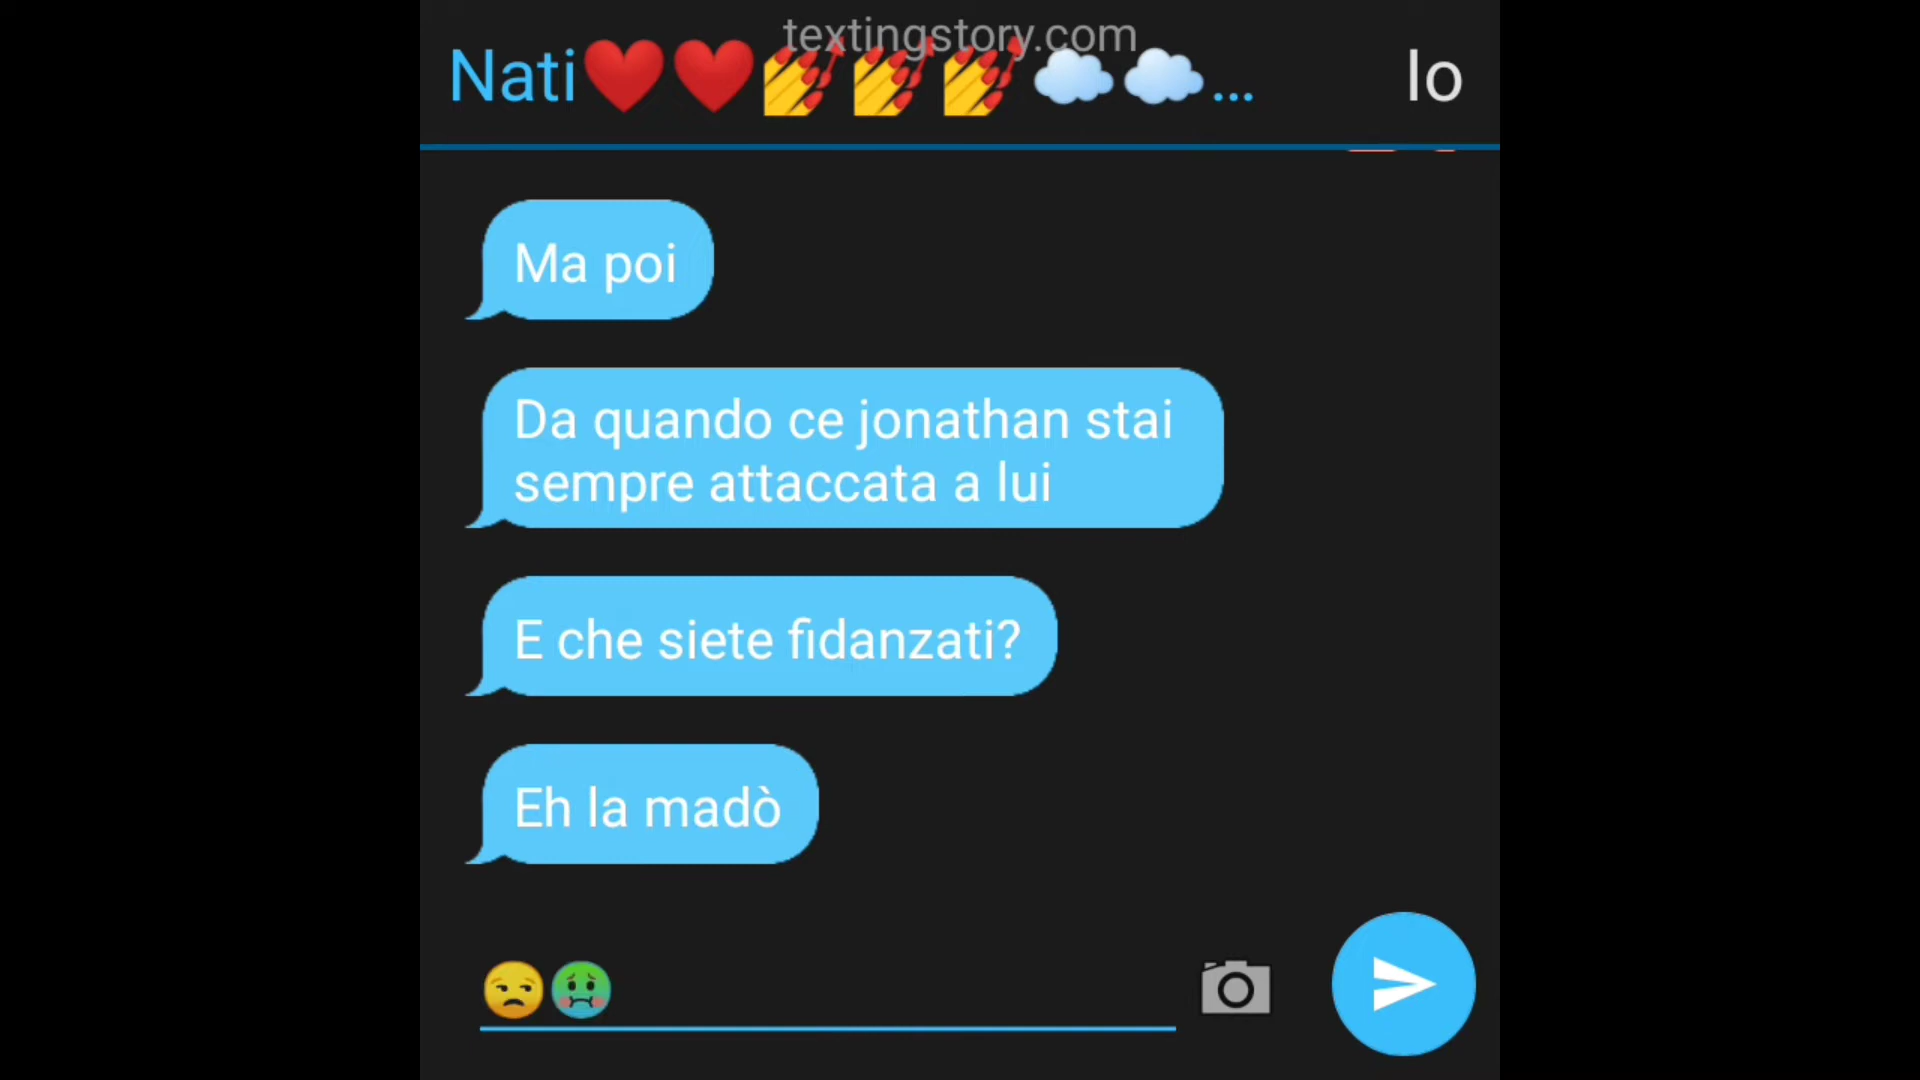 textingstory.com
Nati❤️❤️💅💅💅☁️☁️...
Io
Ma poi
Da quando ce jonathan stai
sempre attaccata a lui
E che siete fidanzati?
Eh la madò
😒🤢